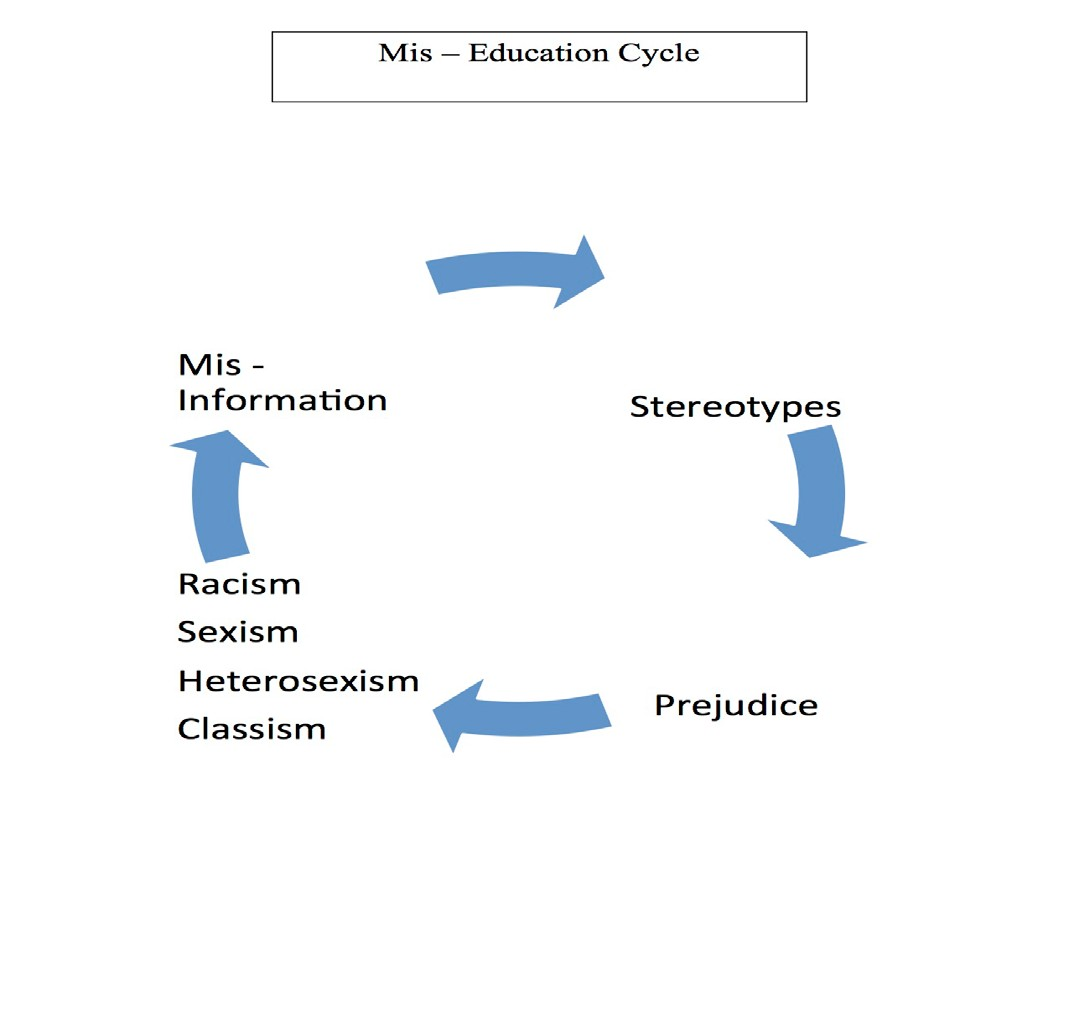 Mis – Education Cycle
Mis -
Information
Stereotypes
Racism
Sexism
Heterosexism
Classism
Prejudice